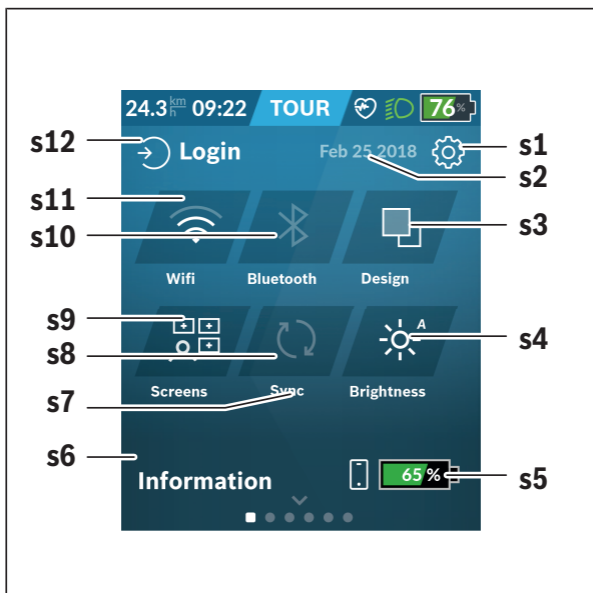 24.3 km/h 09:22 TOUR 76%
s12 Login Feb 25 2018 s1
s2
s11
s10 s3
Wifi Bluetooth Design
s9
s8 A s4
s7 Screens Sync Brightness
s6
Information 65% s5